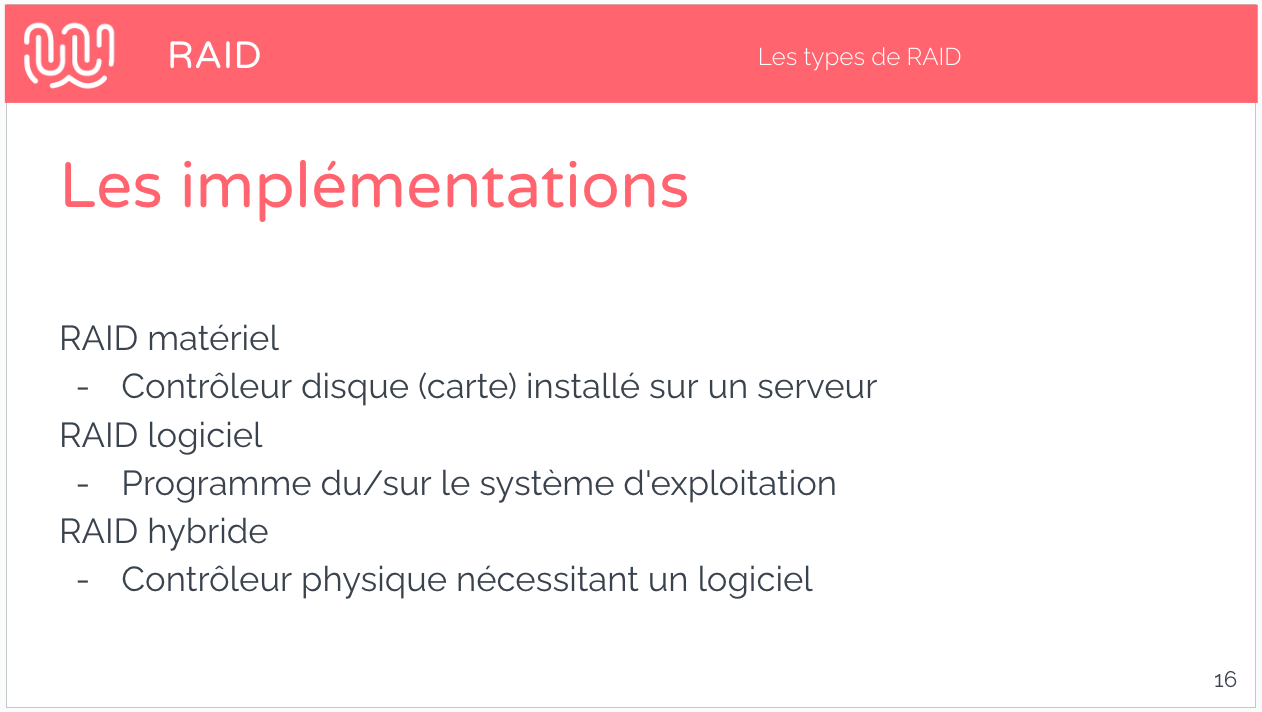 RAID
Les types de RAID
Les implémentations
RAID matériel
- Contrôleur disque (carte) installé sur un serveur
RAID logiciel
- Programme du/sur le système d'exploitation
RAID hybride
- Contrôleur physique nécessitant un logiciel
16